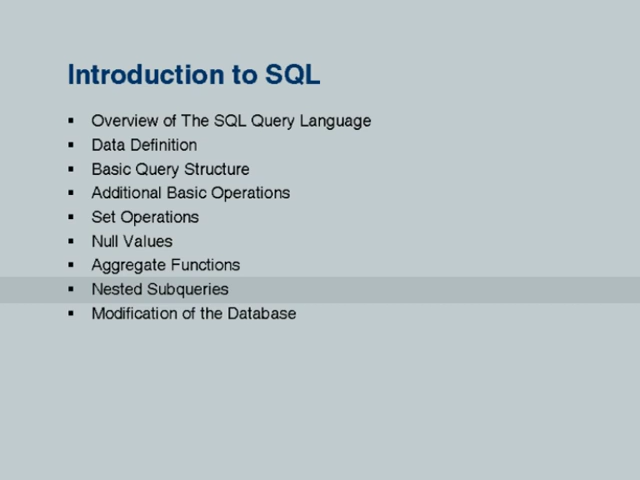 Introduction to SQL
▪ Overview of The SQL Query Language
▪ Data Definition
▪ Basic Query Structure
▪ Additional Basic Operations
▪ Set Operations
▪ Null Values
▪ Aggregate Functions
▪ Nested Subqueries
▪ Modification of the Database